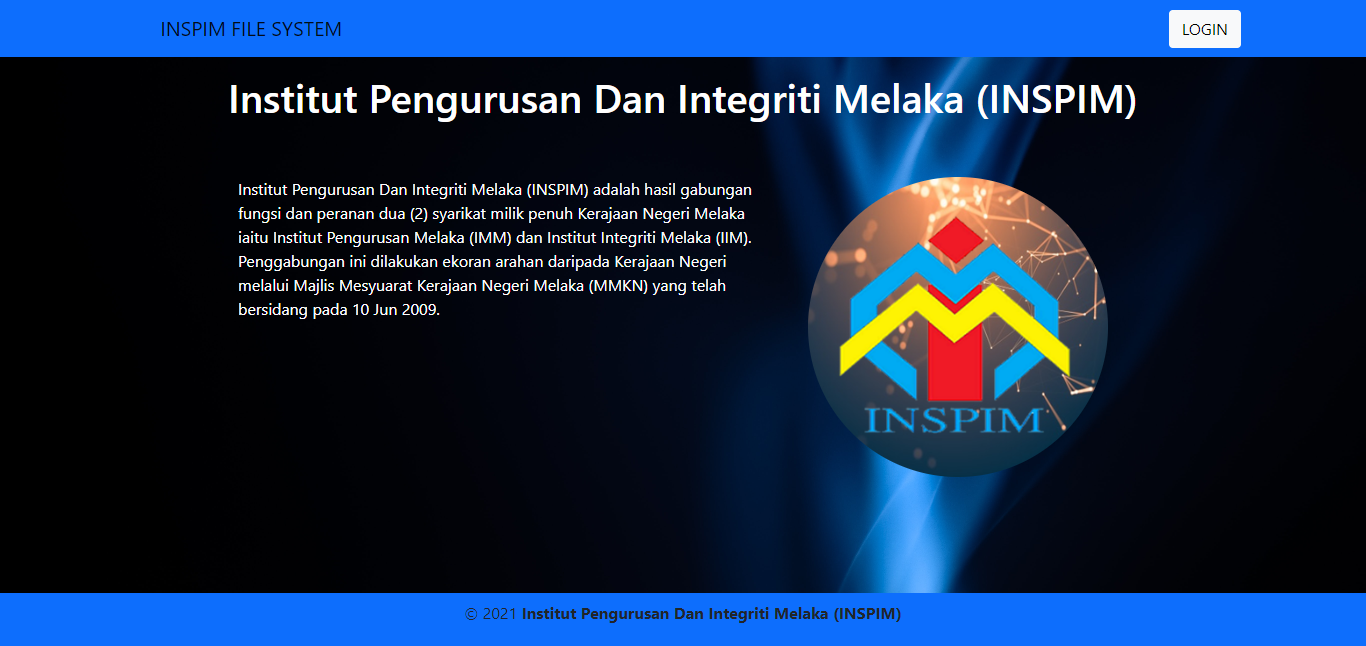 INSPIM FILE SYSTEM
LOGIN
Institut Pengurusan Dan Integriti Melaka (INSPIM)
Institut Pengurusan Dan Integriti Melaka (INSPIM) adalah hasil gabungan
fungsi dan peranan dua (2) syarikat milik penuh Kerajaan Negeri Melaka
iaitu Institut Pengurusan Melaka (IMM) dan Institut Integriti Melaka (IIM).
Penggabungan ini dilakukan ekoran arahan daripada Kerajaan Negeri
melalui Majlis Mesyuarat Kerajaan Negeri Melaka (MMKN) yang telah
bersidang pada 10 Jun 2009.
INSPIM
© 2021 Institut Pengurusan Dan Integriti Melaka (INSPIM)